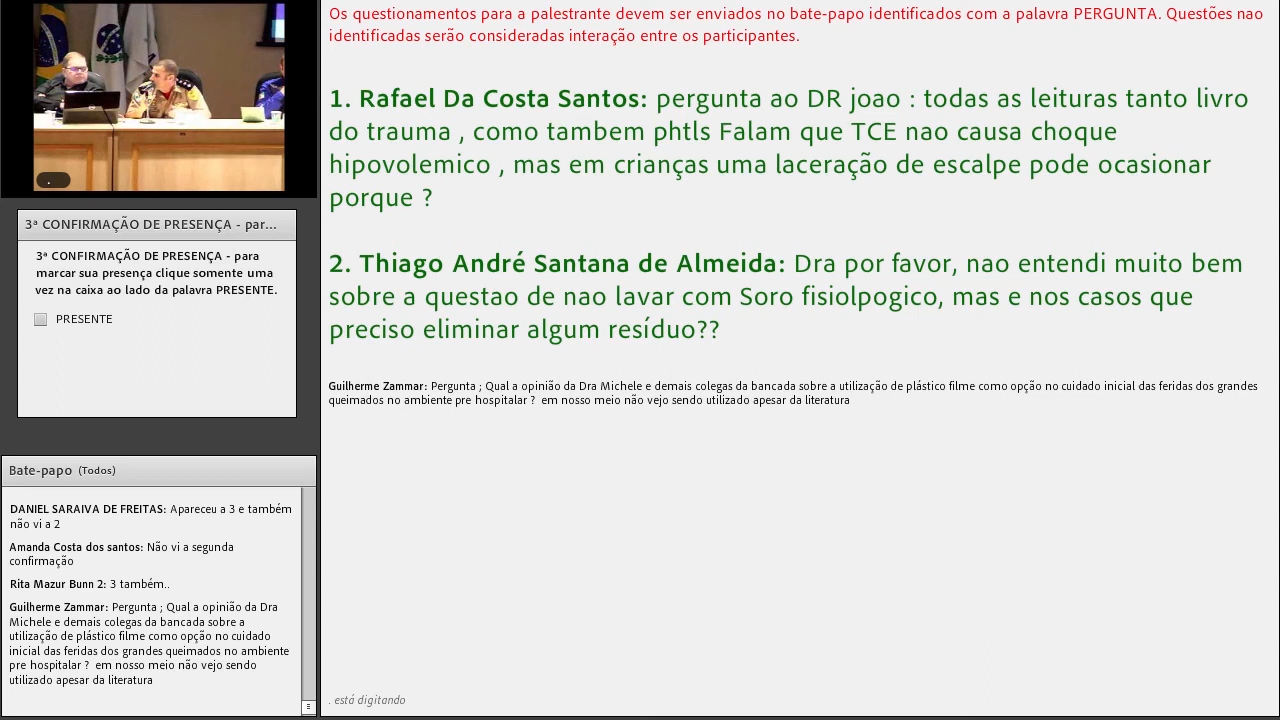 Os questionamentos para a palestrante devem ser enviados no bate-papo identificados com a palavra PERGUNTA. Questões nao
identificadas serão consideradas interação entre os participantes.
1. Rafael Da Costa Santos: pergunta ao DR joao : todas as leituras tanto livro
do trauma , como tambem phtls Falam que TCE nao causa choque
hipovolemico , mas em crianças uma laceração de escalpe pode ocasionar
porque ?
2. Thiago André Santana de Almeida: Dra por favor, nao entendi muito bem
sobre a questao de nao lavar com Soro fisiolpogico, mas e nos casos que
preciso eliminar algum resíduo??
Guilherme Zammar: Pergunta ; Qual a opinião da Dra Michele e demais colegas da bancada sobre a utilização de plástico filme como opção no cuidado inicial das feridas dos grandes
queimados no ambiente pre hospitalar ? em nosso meio não vejo sendo utilizado apesar da literatura
. está digitando
.
3ª CONFIRMAÇÃO DE PRESENÇA - par...
3ª CONFIRMAÇÃO DE PRESENÇA - para
marcar sua presença clique somente uma
vez na caixa ao lado da palavra PRESENTE.
PRESENTE
Bate-papo (Todos)
DANIEL SARAIVA DE FREITAS: Apareceu a 3 e também
não vi a 2
Amanda Costa dos santos: Não vi a segunda
confirmação
Rita Mazur Bunn 2: 3 também..
Guilherme Zammar: Pergunta ; Qual a opinião da Dra
Michele e demais colegas da bancada sobre a
utilização de plástico filme como opção no cuidado
inicial das feridas dos grandes queimados no ambiente
pre hospitalar ? em nosso meio não vejo sendo
utilizado apesar da literatura